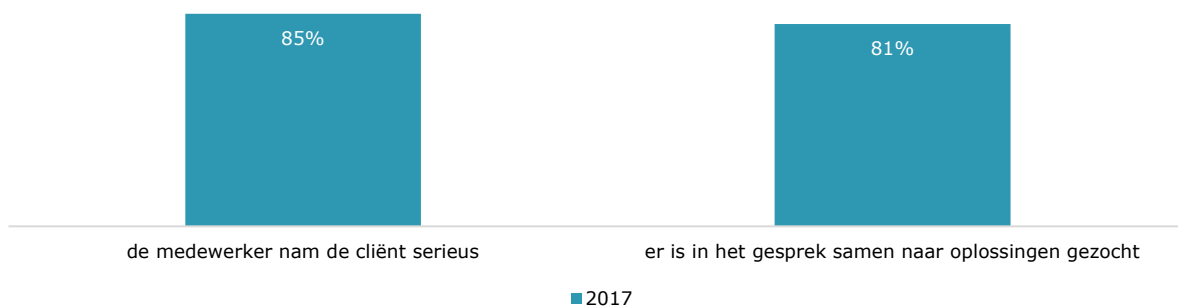 85%
81%
de medewerker nam de cliënt serieus
er is in het gesprek samen naar oplossingen gezocht
2017